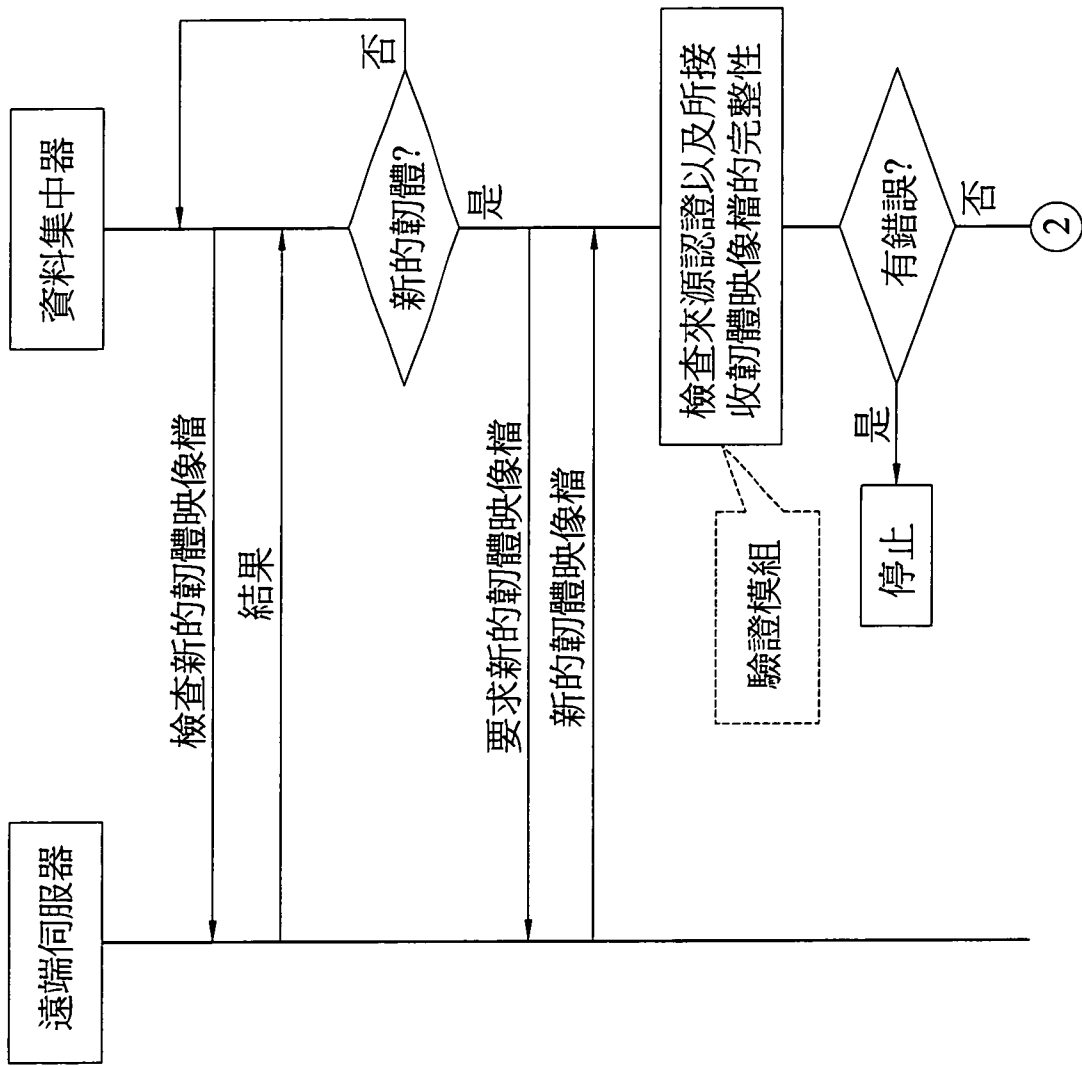 遠端伺服器
資料集中器
檢查新的韌體映像檔
結果
新的韌體?
否
是
要求新的韌體映像檔
新的韌體映像檔
檢查來源認證以及所接
收韌體映像檔的完整性
驗證模組
有錯誤?
是
停止
否
2